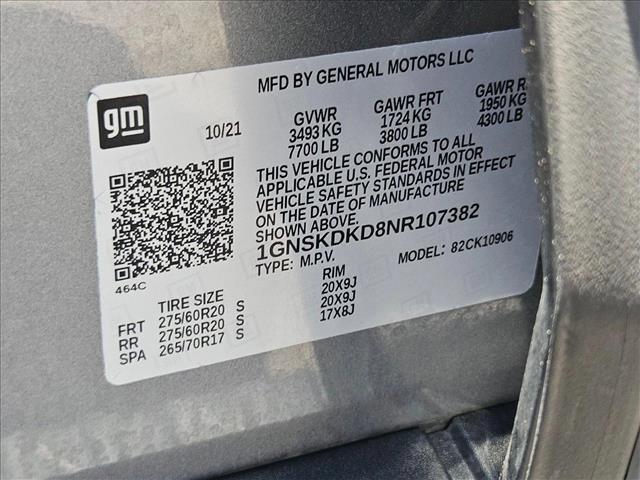 MFD BY GENERAL MOTORS LLC
gm
10/21
GVWR GAWR FRT GAWR R
3493 KG 1724 KG 1950 KG
7700 LB 3800 LB 4300 LB
THIS VEHICLE CONFORMS TO ALL
APPLICABLE U.S. FEDERAL MOTOR
VEHICLE SAFETY STANDARDS IN EFFECT
ON THE DATE OF MANUFACTURE
SHOWN ABOVE.
1GNSKDKD8NR107382
TYPE: M.P.V. MODEL: 82CK10906
464C
TIRE SIZE RIM
FRT 275/60R20 S 20X9J
RR 275/60R20 S 20X9J
SPA 265/70R17 S 17X8J